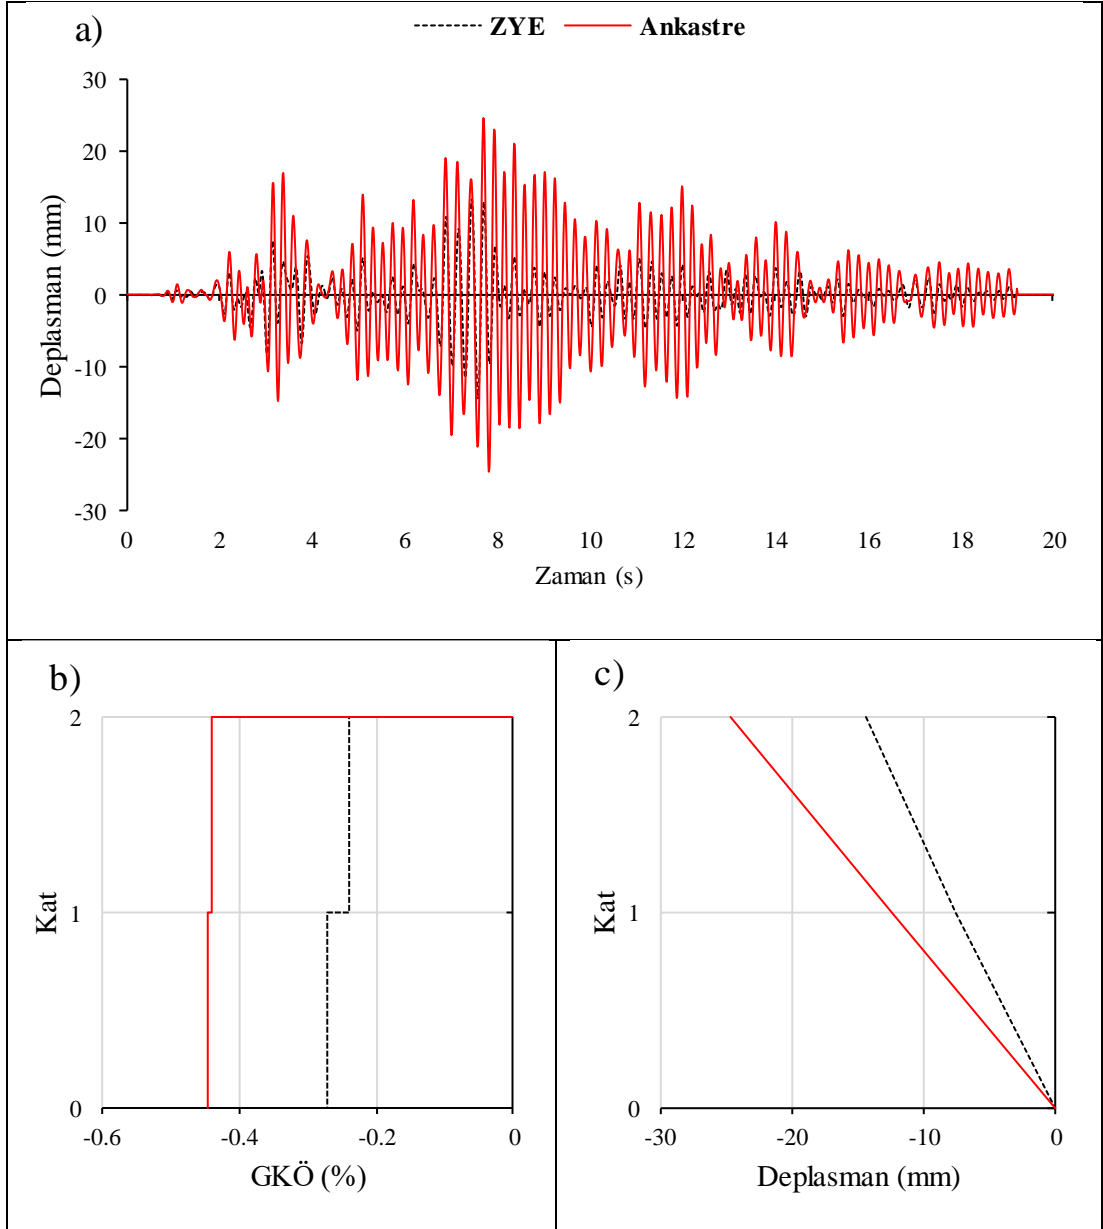 a)
ZYE Ankastre
30
20
10
0
-10
-20
-30
Deplasman (mm)
0 2 4 6 8 10 12 14 16 18 20
Zaman (s)
b)
2
1
0
Kat
-0.6 -0.4 -0.2 0
GKÖ (%)
c)
2
1
0
Kat
-30 -20 -10 0
Deplasman (mm)